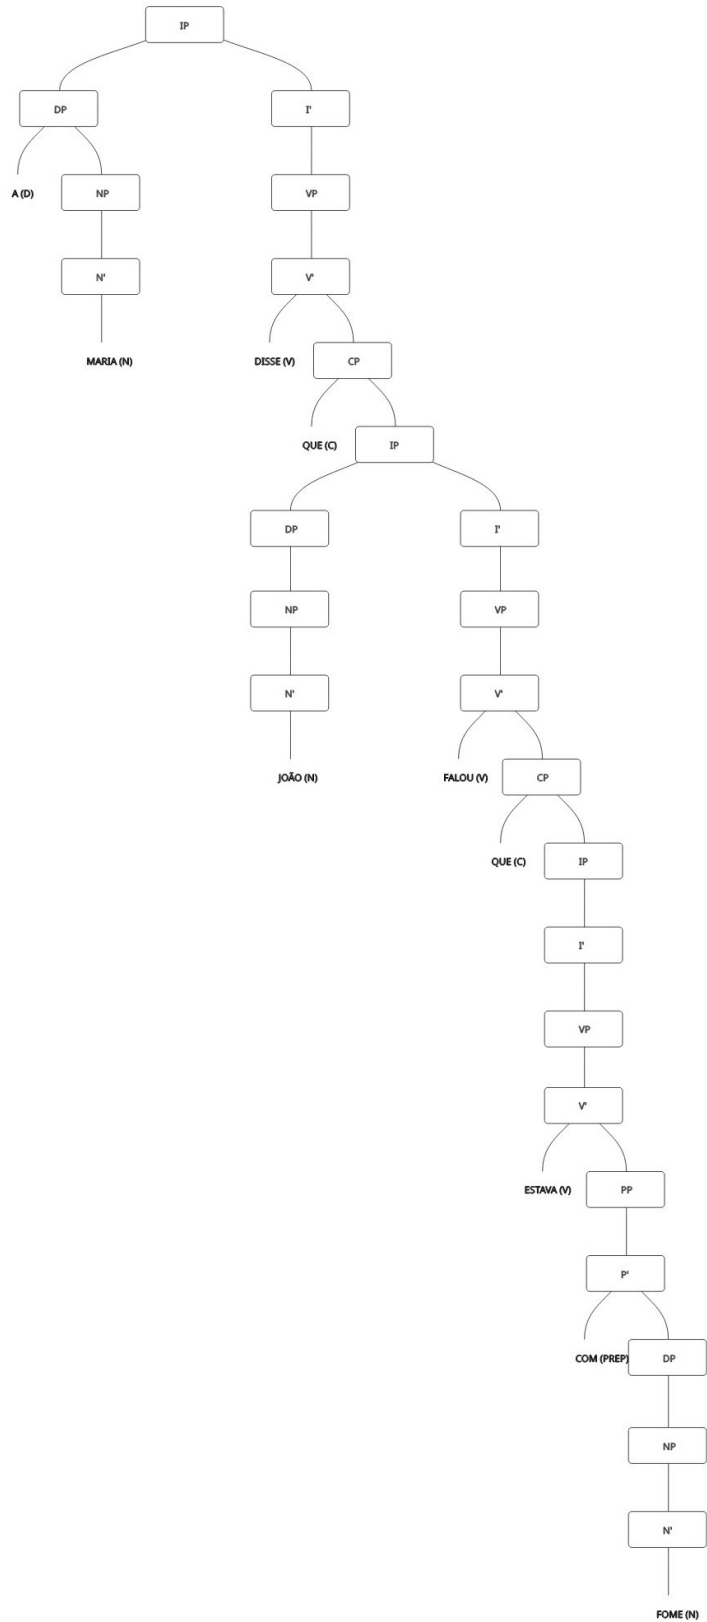 IP
DP
I'
A (D)
NP
VP
N'
V'
MARIA (N)
DISSE (V)
CP
QUE (C)
IP
DP
I'
NP
VP
N'
V'
JOÃO (N)
FALOU (V)
CP
QUE (C)
IP
I'
VP
V'
ESTAVA (V)
PP
P'
COM (PREP)
DP
NP
N'
FOME (N)